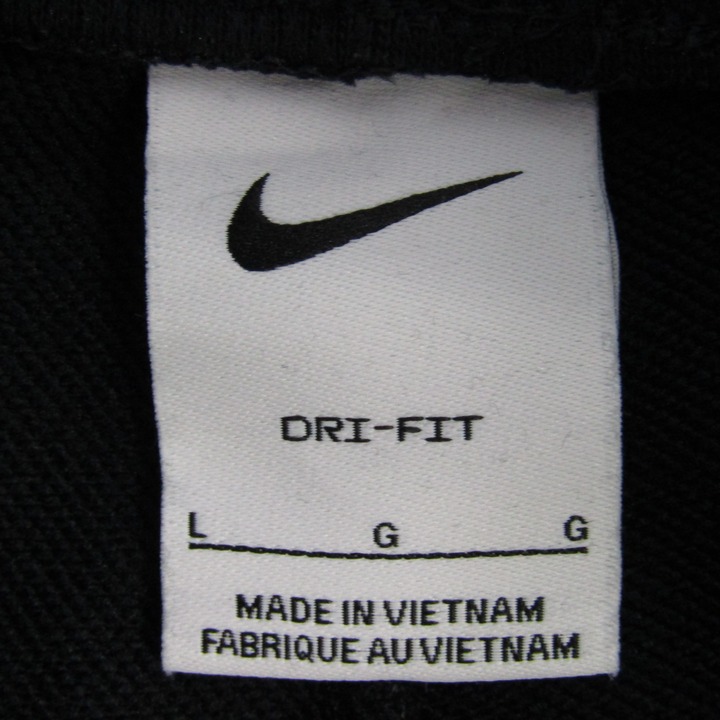 DRI-FIT
L G G
MADE IN VIETNAM
FABRIQUE AU VIETNAM